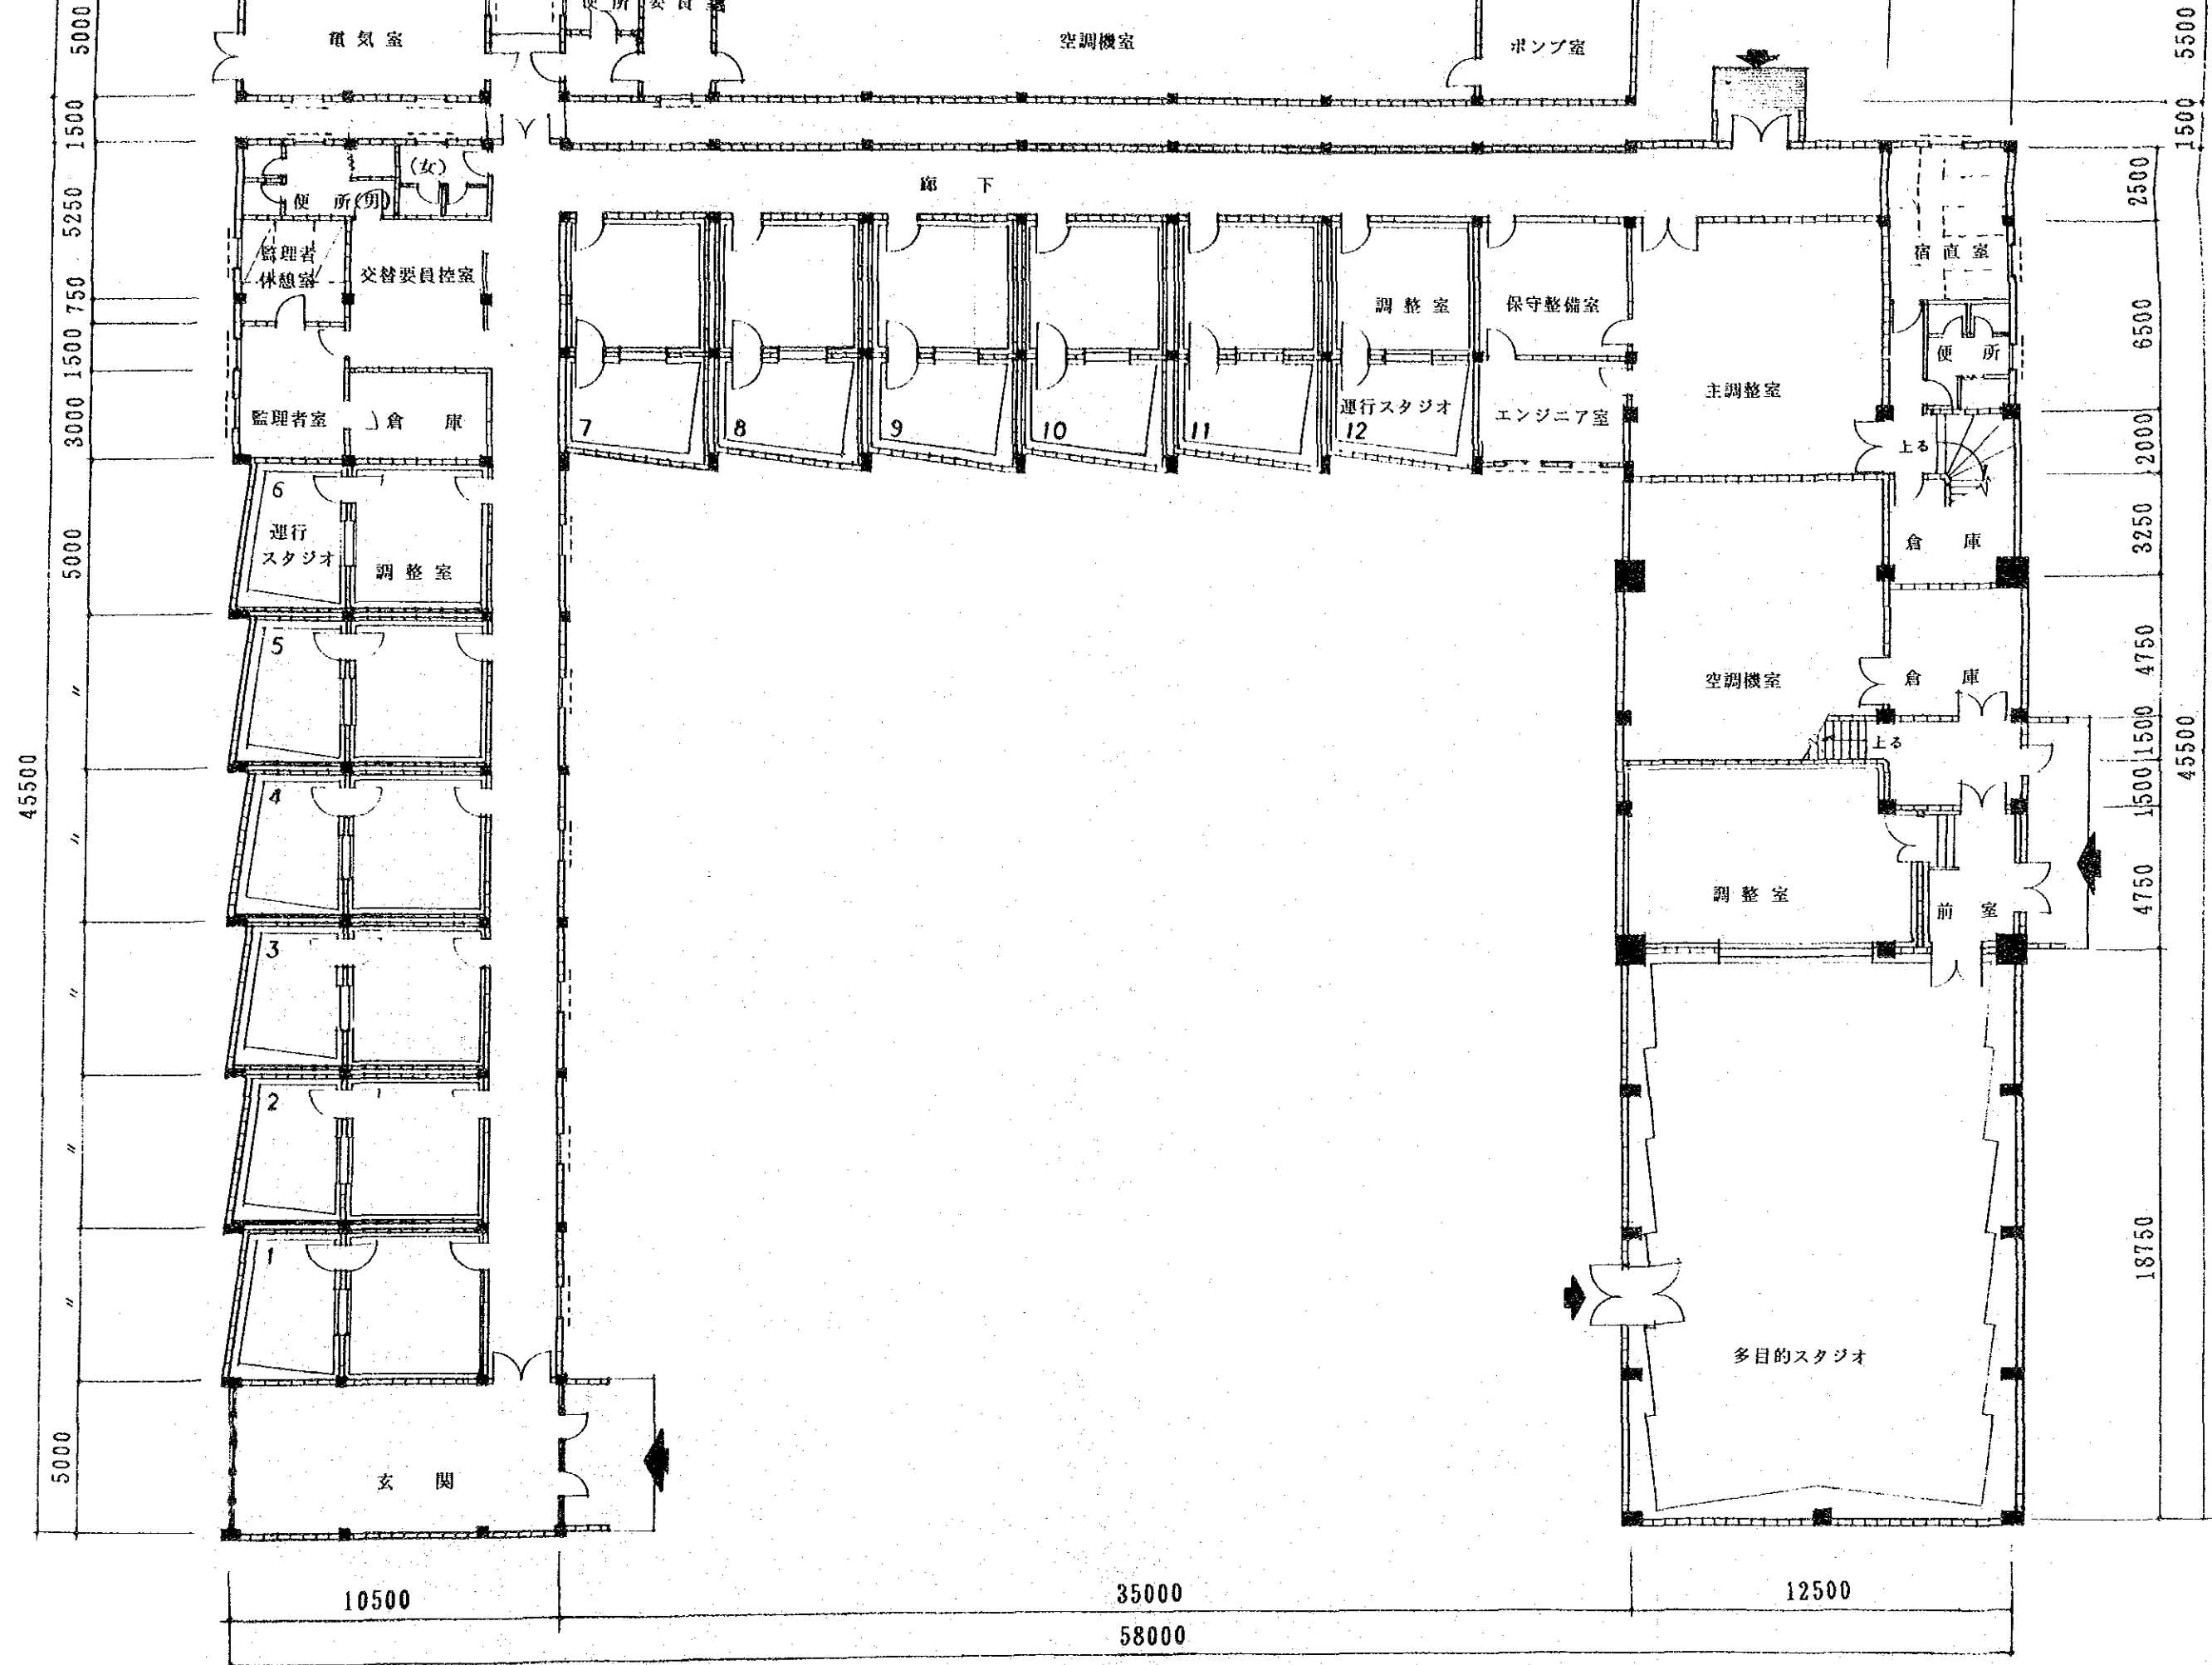 電気室
便所
空調機室
ポンプ室
5000
1500
5250
750
1500
3000
5000
〃
〃
〃
〃
〃
5000
45500
5500
1500
2500
6500
2000
3250
4750
1500
1500
4750
18750
45500
(女)
便 所(男)
廊 下
監理者
休憩室
交替要員控室
監理者室
倉 庫
調整室
保守整備室
主調整室
宿直室
便 所
運行スタジオ
エンジニア室
上る
倉 庫
7
8
9
10
11
12
6
運行
スタジオ
調整室
5
4
3
2
1
空調機室
倉 庫
上る
調整室
前 室
多目的スタジオ
玄 関
10500
35000
12500
58000